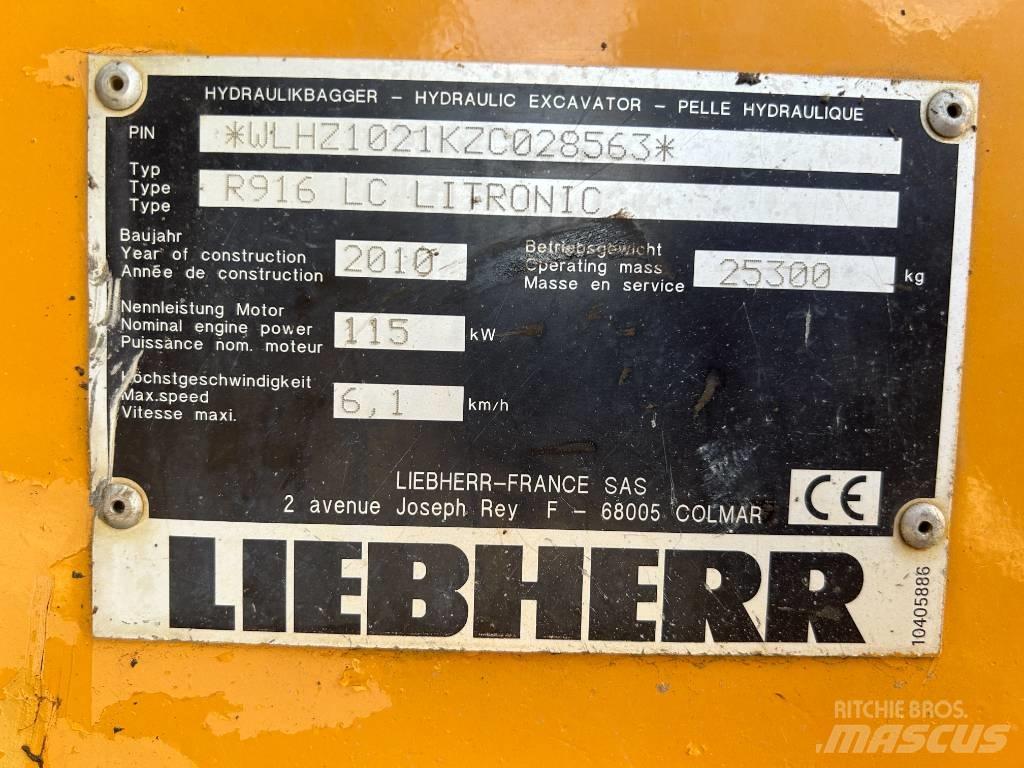 HYDRAULIKBAGGER – HYDRAULIC EXCAVATOR – PELLE HYDRAULIQUE
PIN *WLHZ1021KZC028563*
Typ
Type R916 LC LITRONIC
Type
Baujahr
Year of construction 2010
Année de construction
Betriebsgewicht
Operating mass 25300 kg
Masse en service
Nennleistung Motor
Nominal engine power 115 kW
Puissance nom. moteur
Höchstgeschwindigkeit
Max.speed 6,1 km/h
Vitesse maxi.
LIEBHERR–FRANCE SAS
2 avenue Joseph Rey F – 68005 COLMAR
CE
LIEBHERR
10405886
RITCHIE BROS.
MASCUS